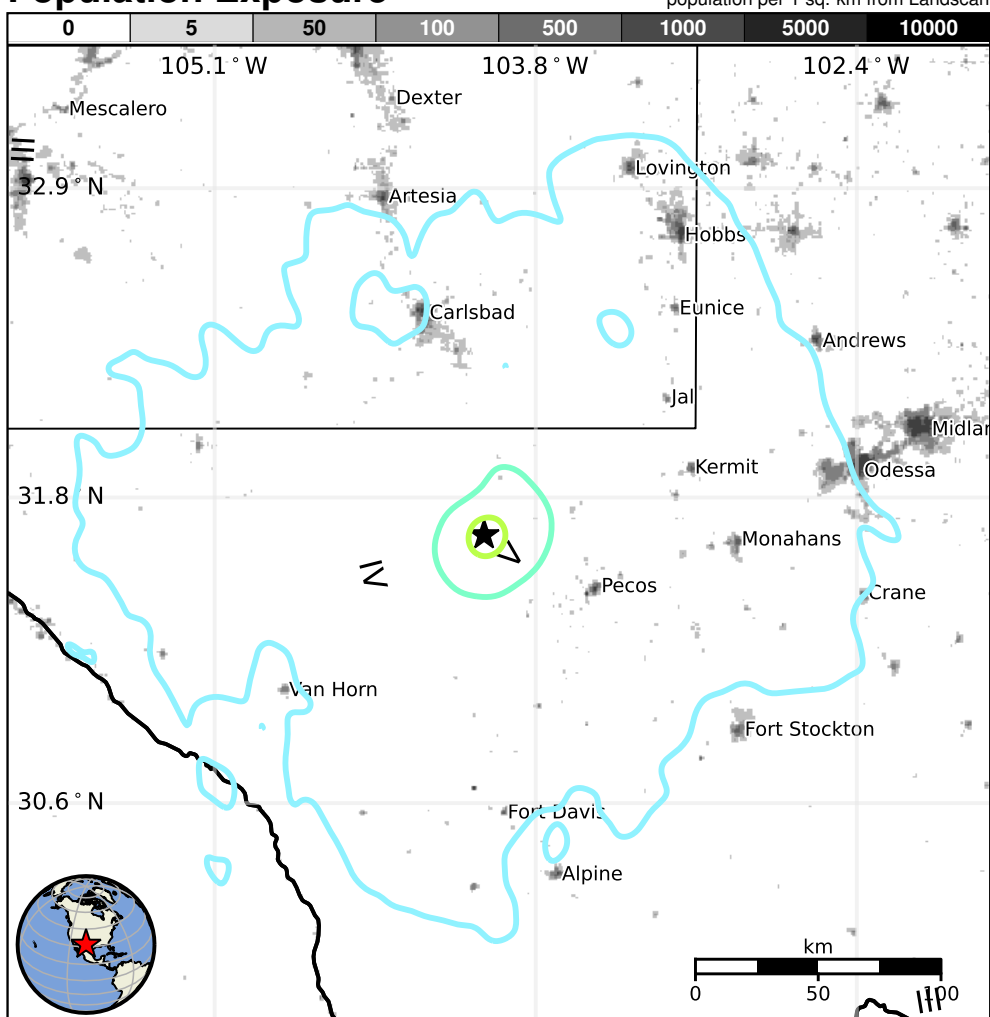 Population Exposure
population per 1 sq. km from Landscan
0 5 50 100 500 1000 5000 10000
105.1°W 103.8°W 102.4°W
Mescalero
Dexter
III
Lovington
32.9°N
Artesia
Hobbs
Eunice
Carlsbad
Andrews
Jal
Midlan
Kermit
Odessa
31.8°N
Monahans
V
IV
Pecos
Crane
Van Horn
Fort Stockton
30.6°N
Fort Davis
Alpine
km
0 50 100
III